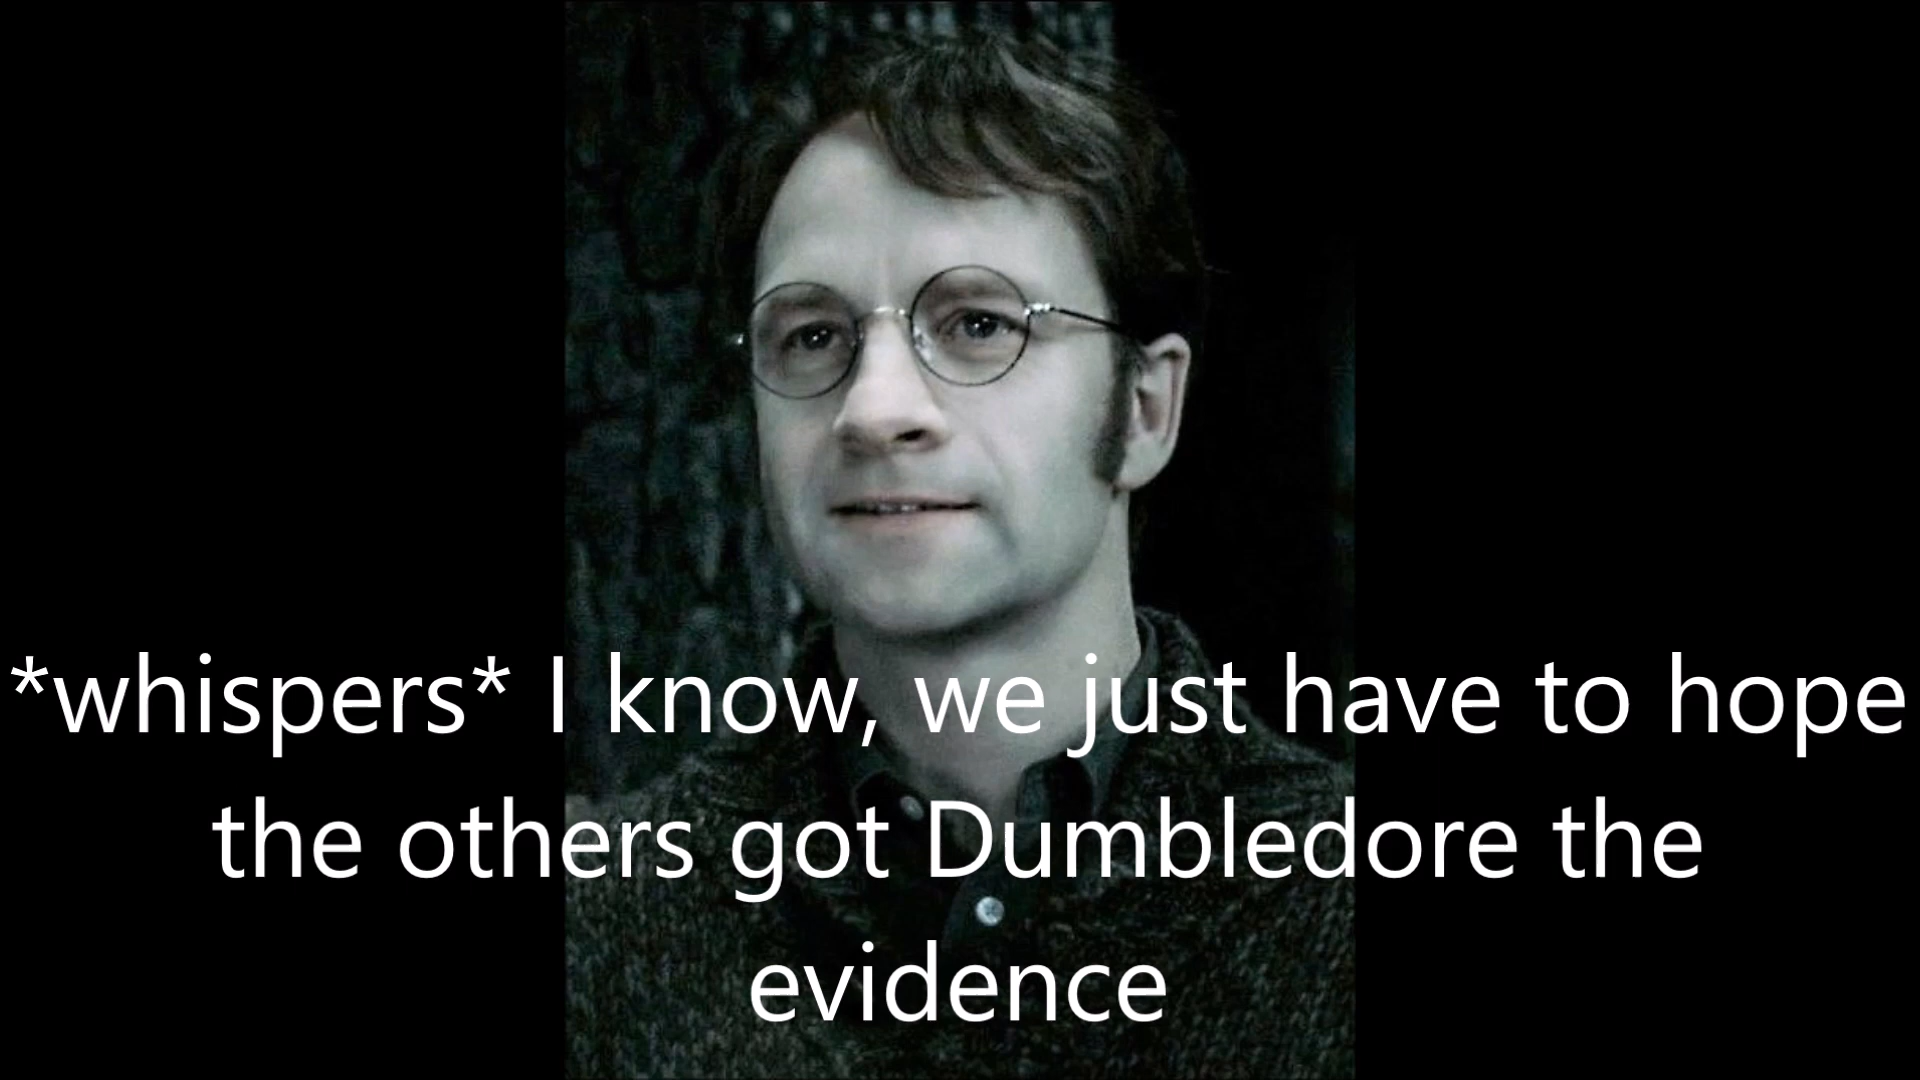 *whispers* I know, we just have to hope
the others got Dumbledore the
evidence